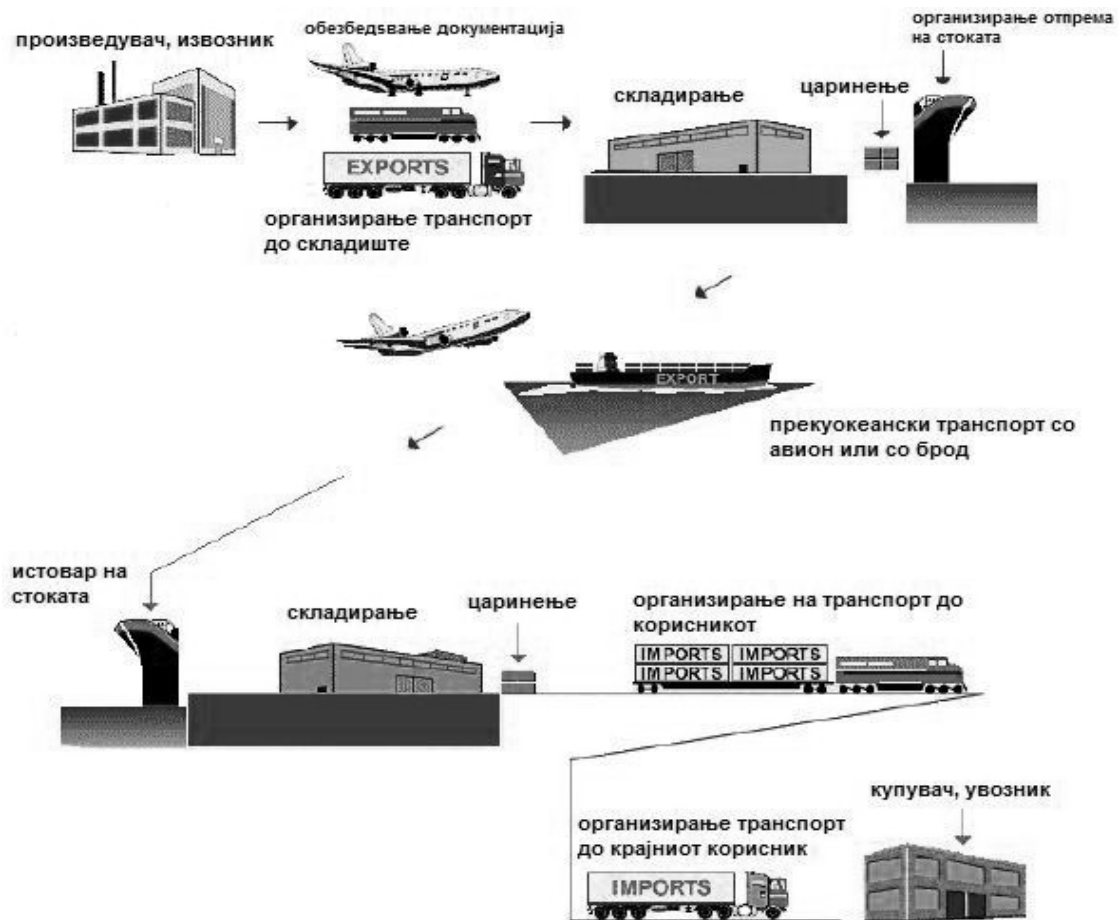 произведувач, извозник
обезбедѕвање документација
организирање отпрема
на стоката
складирање
царинење
EXPORTS
организирање транспорт
до складиште
EXPORT
прекуокеански транспорт со
авион или со брод
истовар на
стоката
складирање
царинење
организирање на транспорт до
корисникот
IMPORTS IMPORTS
IMPORTS IMPORTS
купувач, увозник
организирање транспорт
до крајниот корисник
IMPORTS